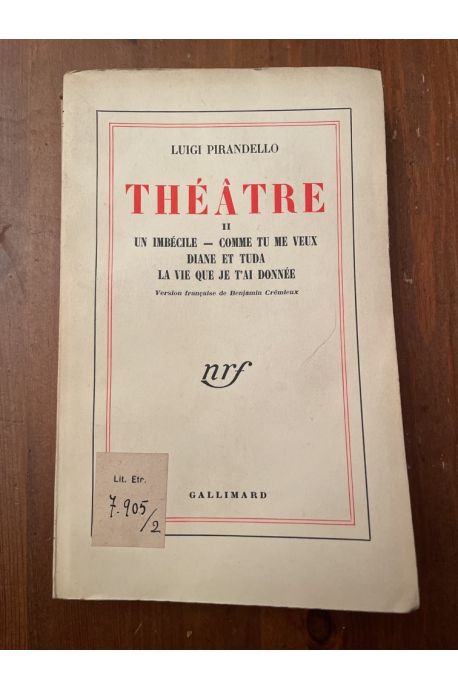 LUIGI PIRANDELLO
THÉÂTRE
II
UN IMBÉCILE — COMME TU ME VEUX
DIANE ET TUDA
LA VIE QUE JE T'AI DONNÉE
Version française de Benjamin Crémieux
nrf
Lit. Etr.
7.905/2
GALLIMARD